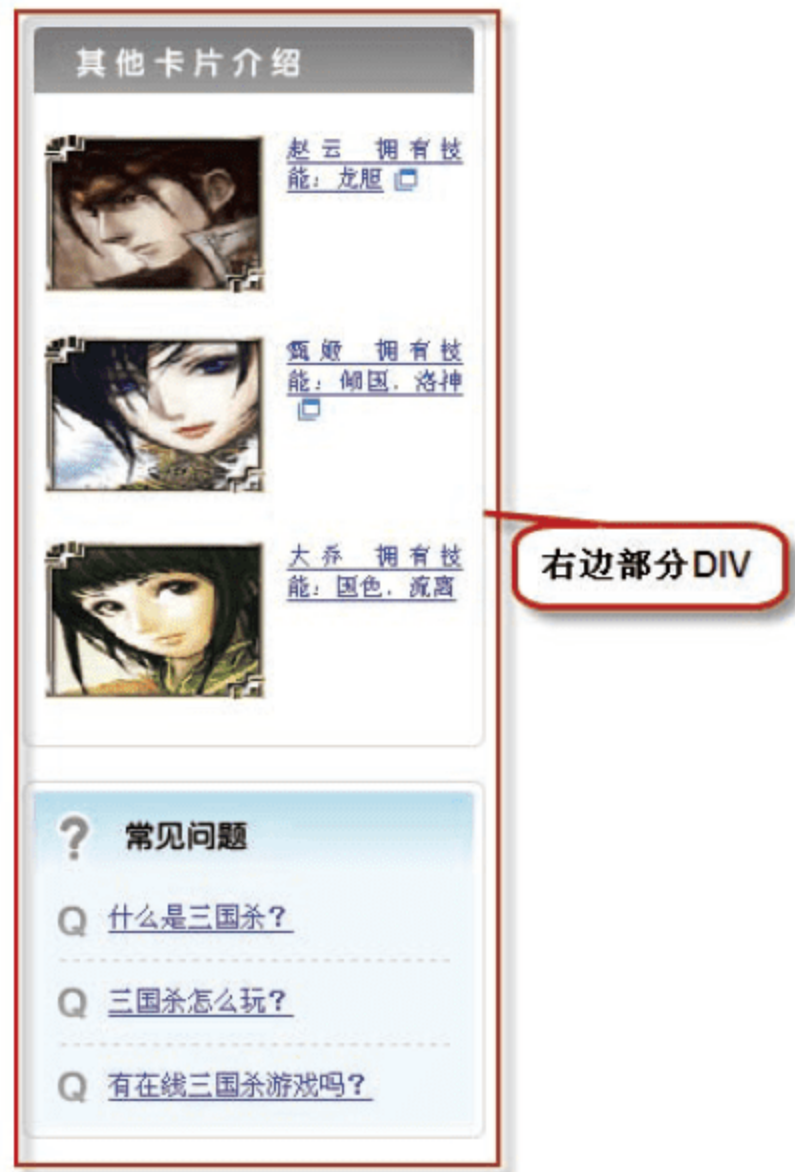 其他卡片介绍
赵云 拥有技
能：龙胆
甄姬 拥有技
能：倾国，洛神
大乔 拥有技
能：国色，流离
右边部分DIV
? 常见问题
Q 什么是三国杀？
Q 三国杀怎么玩？
Q 有在线三国杀游戏吗？